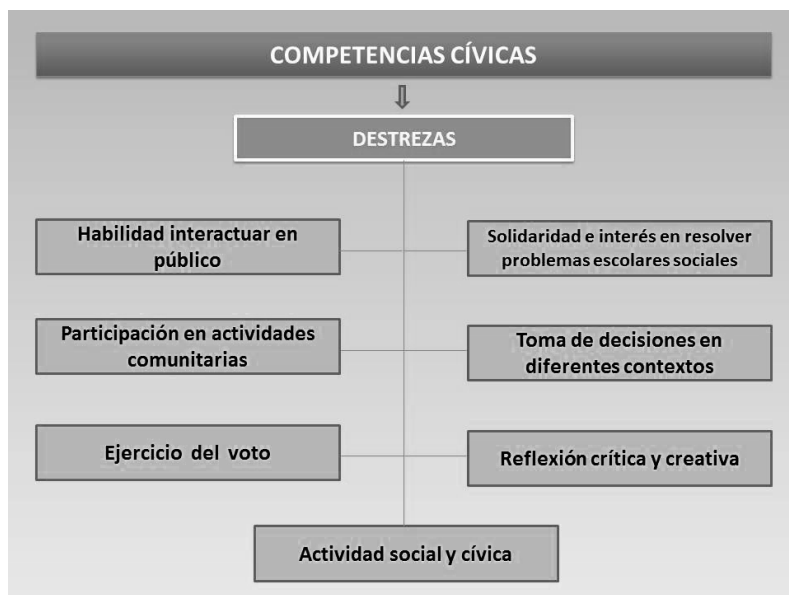 COMPETENCIAS CÍVICAS
DESTREZAS
Habilidad interactuar en
público
Solidaridad e interés en resolver
problemas escolares sociales
Participación en actividades
comunitarias
Toma de decisiones en
diferentes contextos
Ejercicio del voto
Reflexión crítica y creativa
Actividad social y cívica